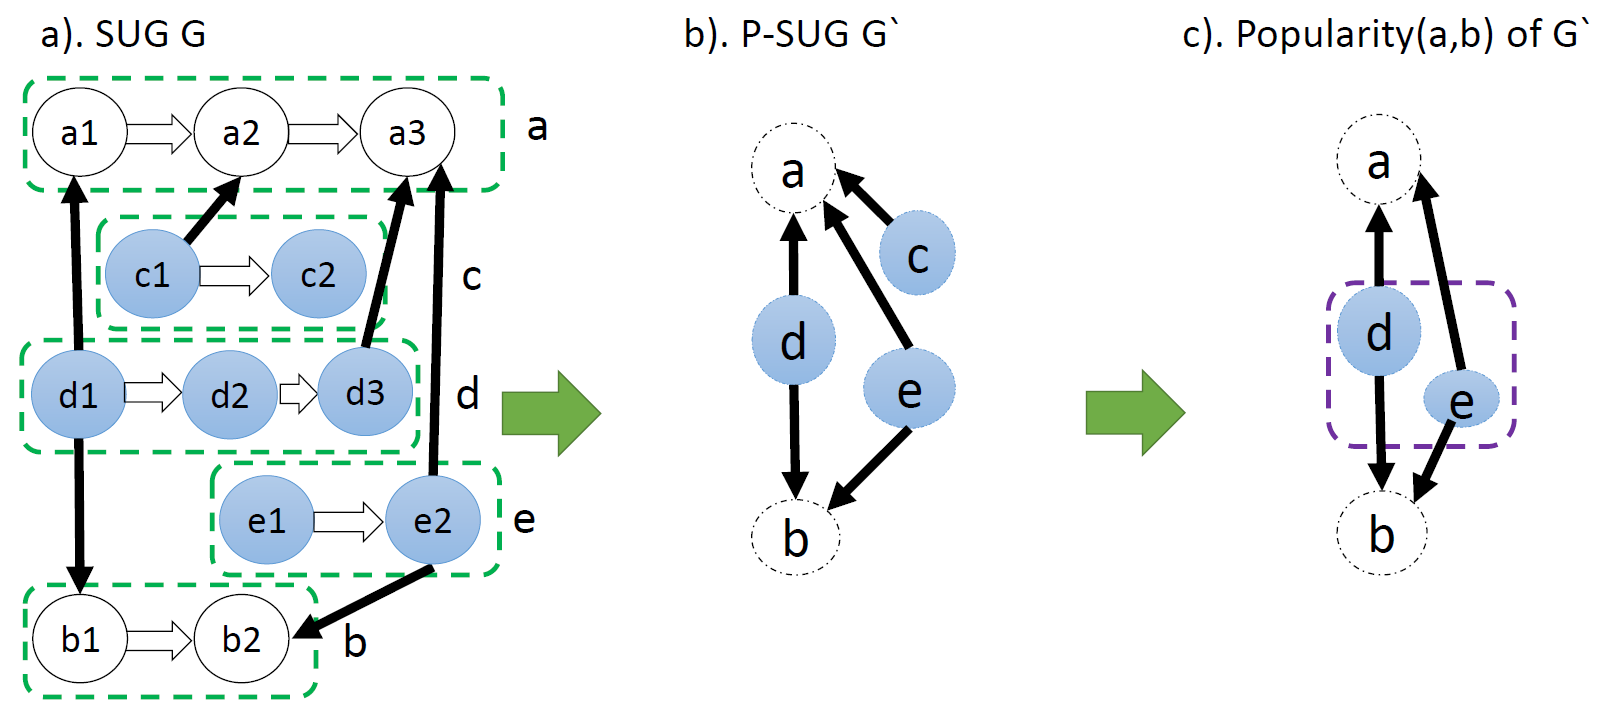 a). SUG G
b). P-SUG G`
c). Popularity(a,b) of G`
a1
a2
a3
a
c1
c2
c
d1
d2
d3
d
e1
e2
e
b1
b2
b
a
c
d
e
b
a
d
e
b